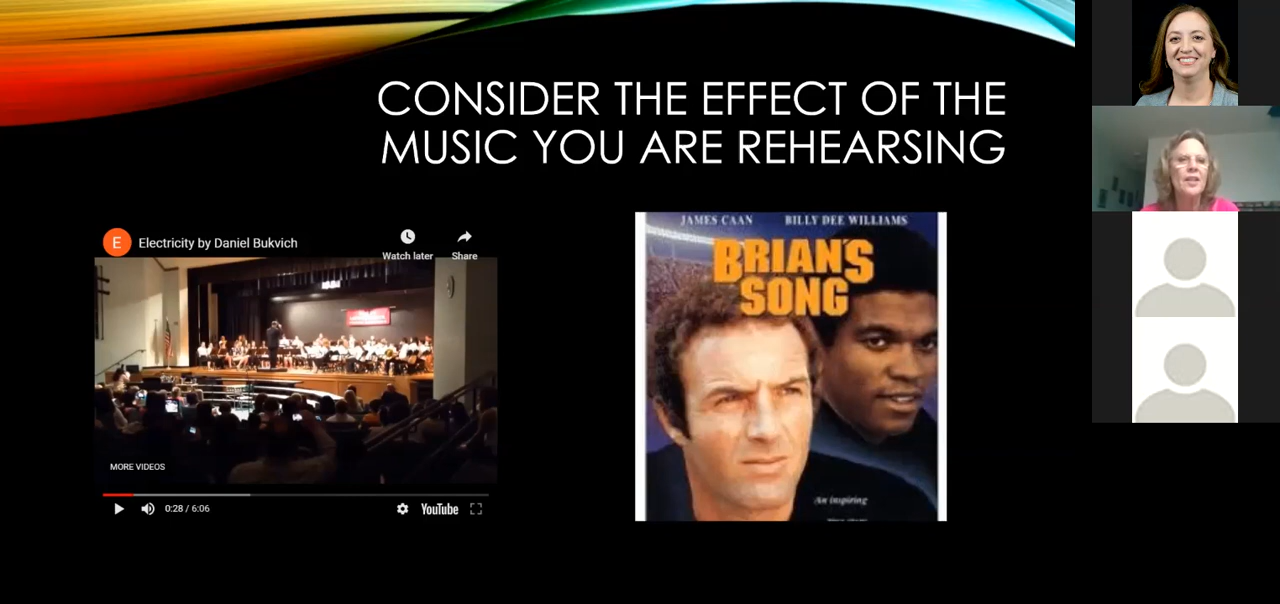 CONSIDER THE EFFECT OF THE
MUSIC YOU ARE REHEARSING
E
Electricity by Daniel Bukvich
Watch later
Share
MORE VIDEOS
0:28 / 6:06
YouTube
JAMES CAAN BILLY DEE WILLIAMS
BRIAN'S
SONG
An inspiring